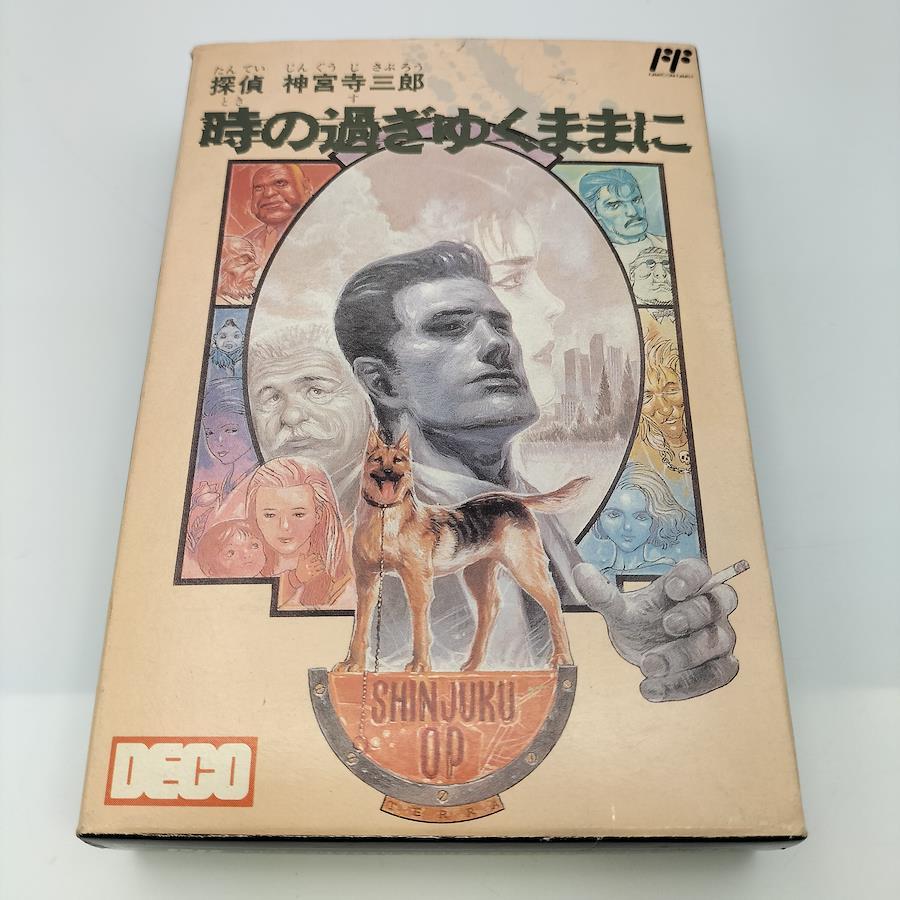 たんてい じんぐうじ さぶろう
探偵 神宮寺三郎
とき す
時の過ぎゆくままに
SHINJUKU
OP
TERRA
DECO